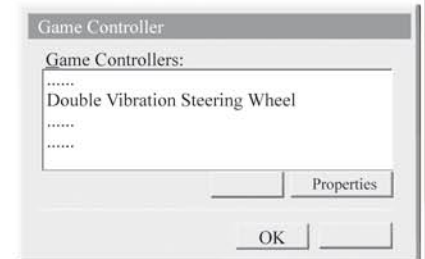 Game Controller
Game Controllers:
......
Double Vibration Steering Wheel
......
......
Properties
OK